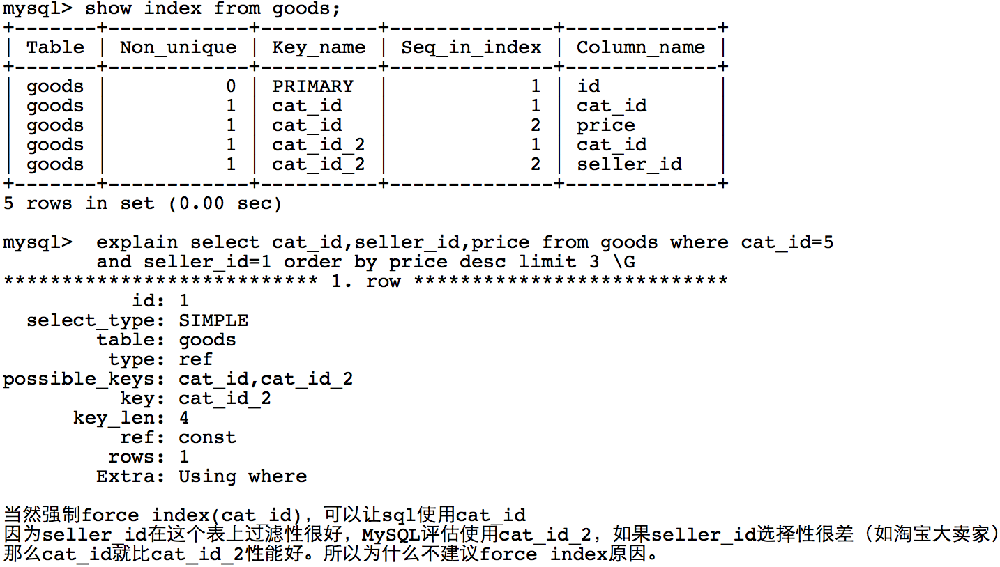 mysql> show index from goods;
+-------+------------+----------+--------------+-------------+
| Table | Non_unique | Key_name | Seq_in_index | Column_name |
+-------+------------+----------+--------------+-------------+
| goods | 0 | PRIMARY | 1 | id |
| goods | 1 | cat_id | 1 | cat_id |
| goods | 1 | cat_id | 2 | price |
| goods | 1 | cat_id_2 | 1 | cat_id |
| goods | 1 | cat_id_2 | 2 | seller_id |
+-------+------------+----------+--------------+-------------+
5 rows in set (0.00 sec)
mysql> explain select cat_id,seller_id,price from goods where cat_id=5
and seller_id=1 order by price desc limit 3 \G
*************************** 1. row ***************************
id: 1
select_type: SIMPLE
table: goods
type: ref
possible_keys: cat_id,cat_id_2
key: cat_id_2
key_len: 4
ref: const
rows: 1
Extra: Using where
当然强制force index(cat_id)，可以让sql使用cat_id
因为seller_id在这个表上过滤性很好，MySQL评估使用cat_id_2，如果seller_id选择性很差（如淘宝大卖家）
那么cat_id就比cat_id_2性能好。所以为什么不建议force index原因。